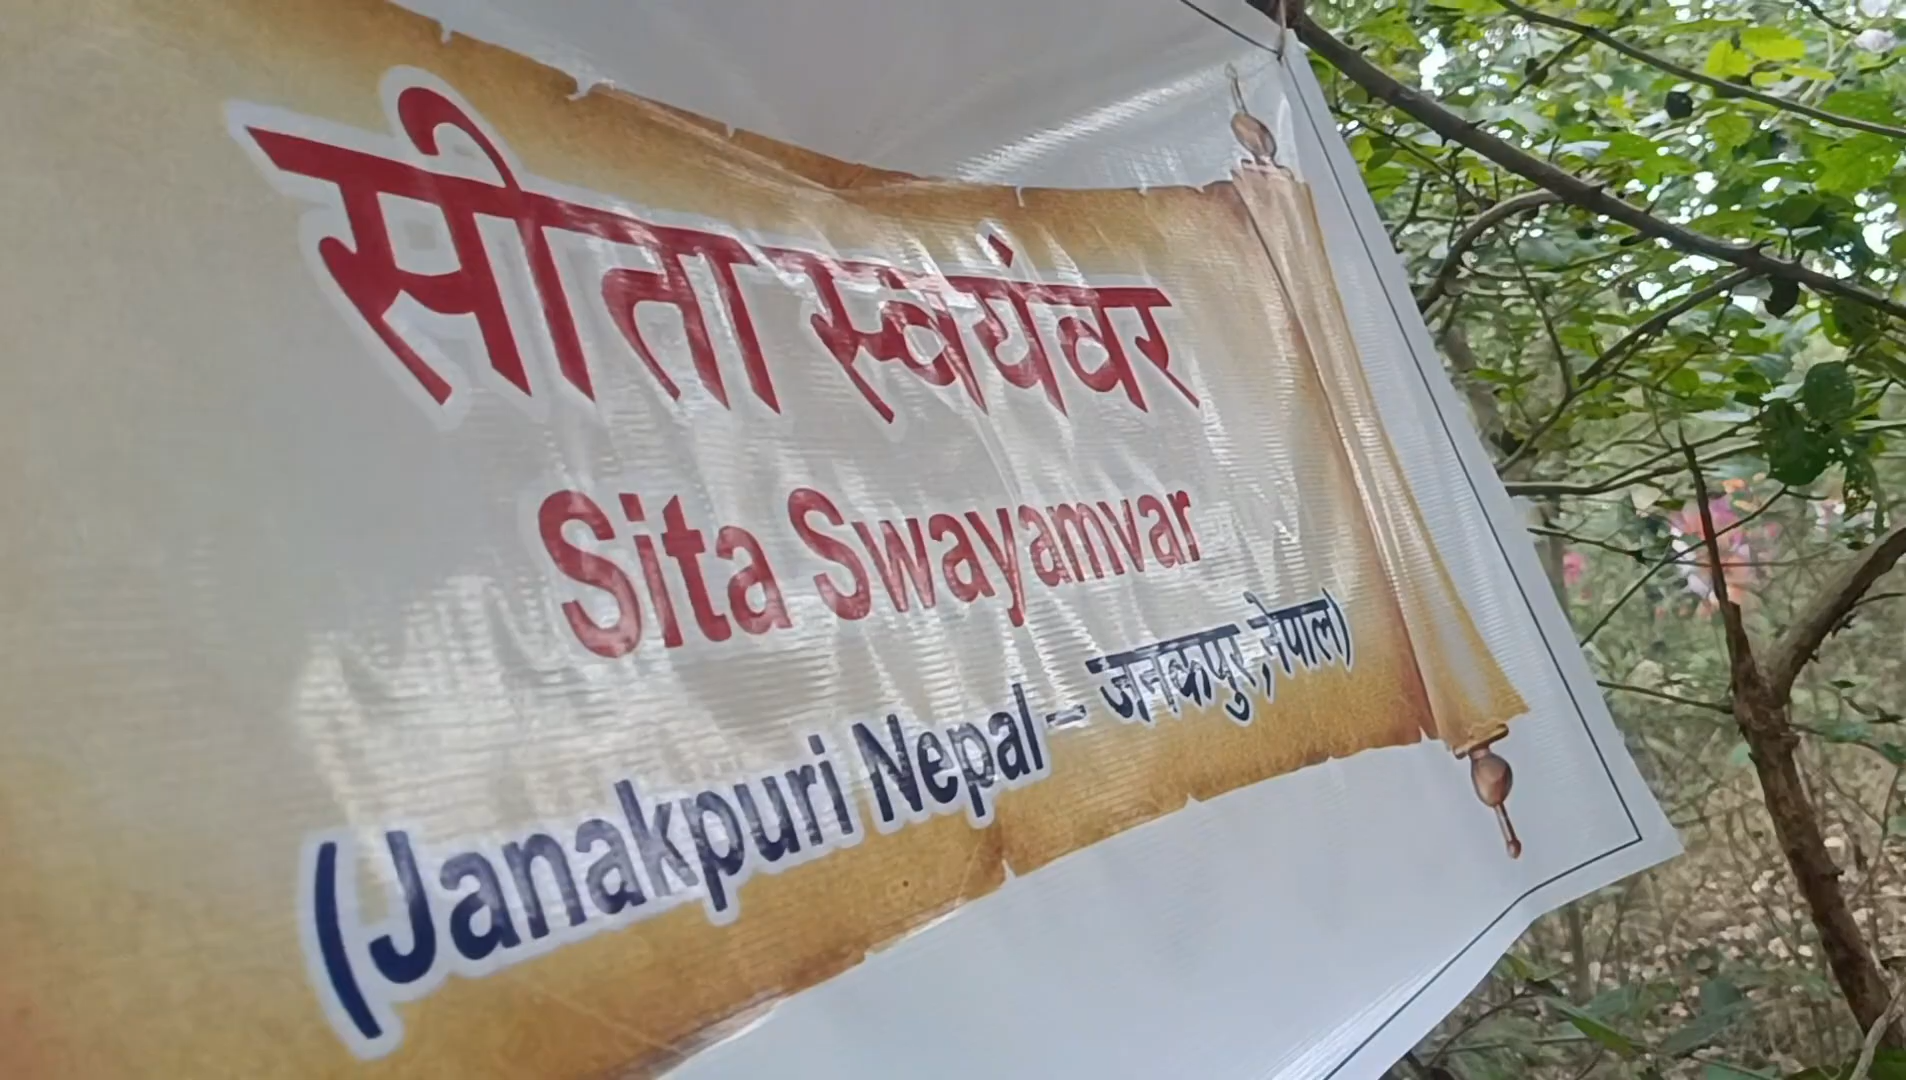 सीता स्वयंवर
Sita Swayamvar
(Janakpuri Nepal – जनकपुर ,नेपाल)